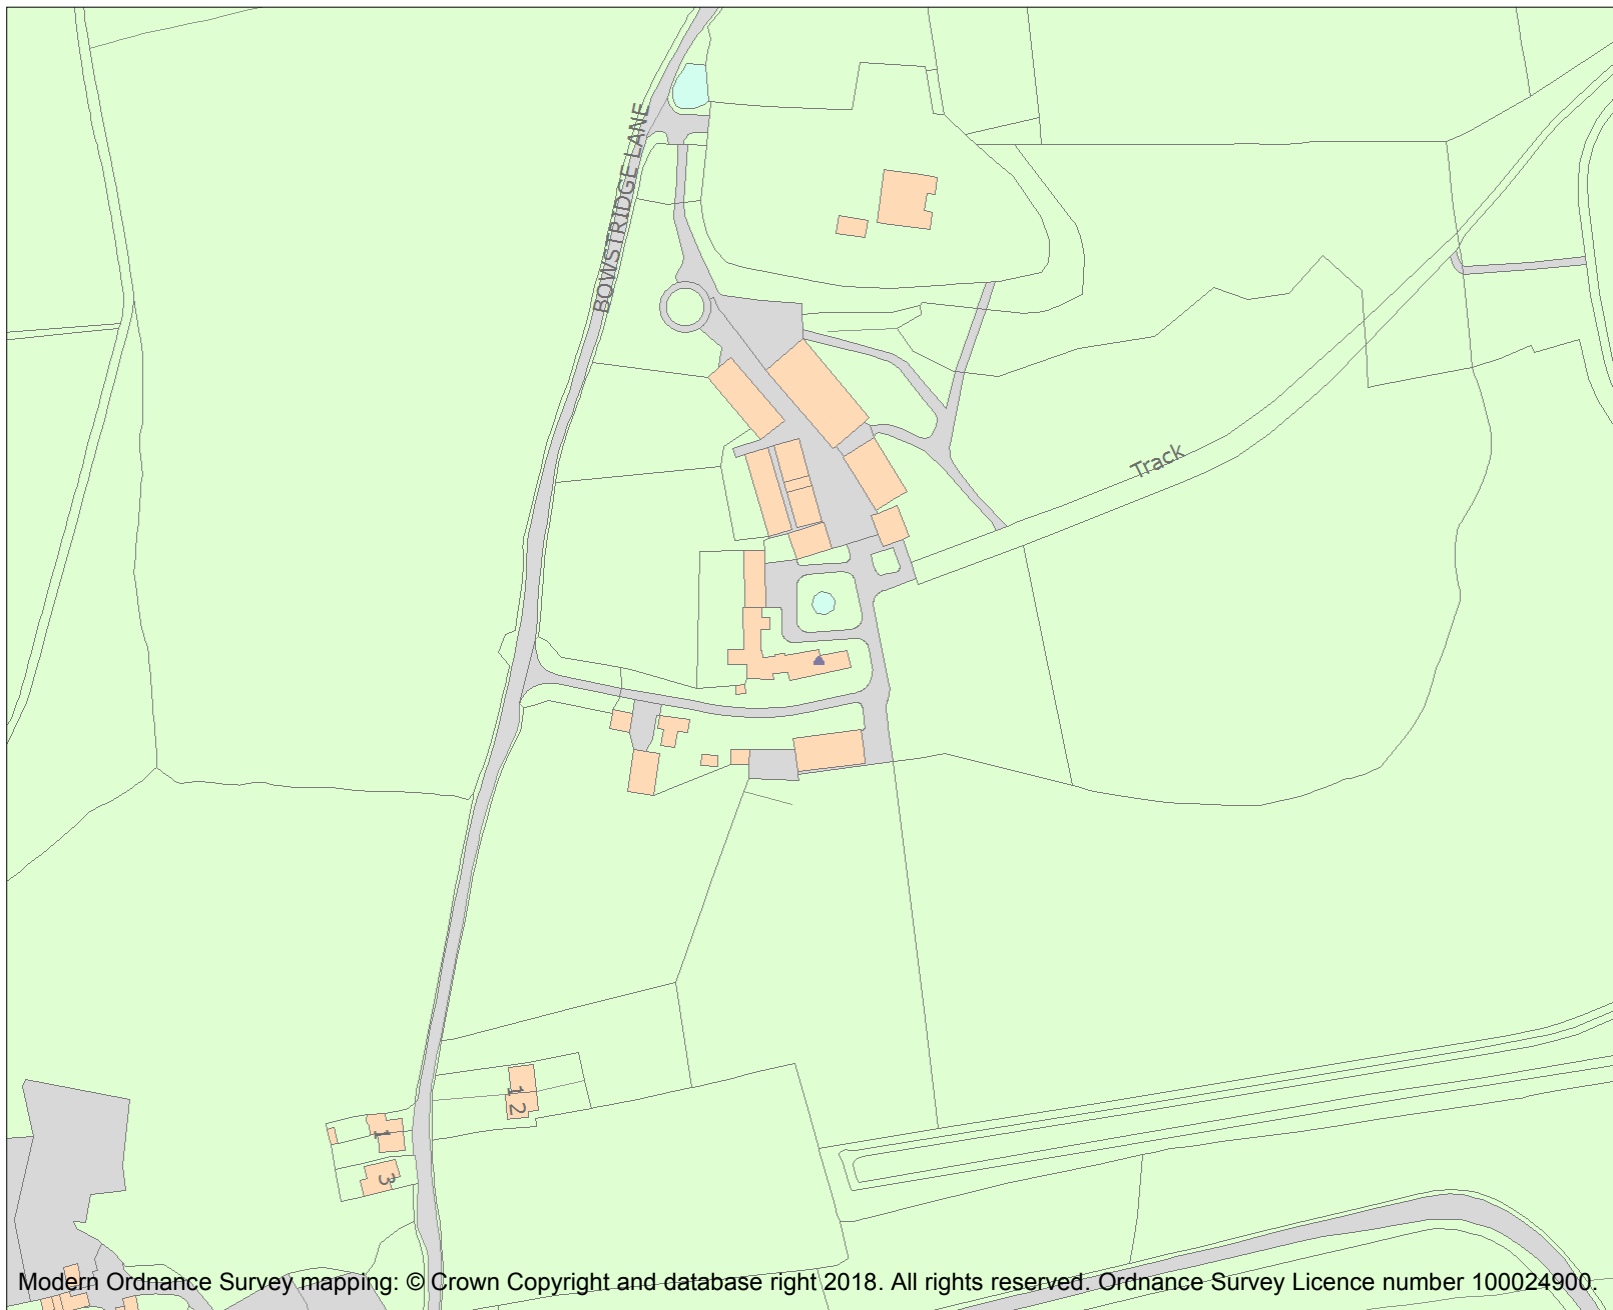 BOWSTRIDGE LANE
Track
1
2
1
3
Modern Ordnance Survey mapping: © Crown Copyright and database right 2018. All rights reserved. Ordnance Survey Licence number 100024900.